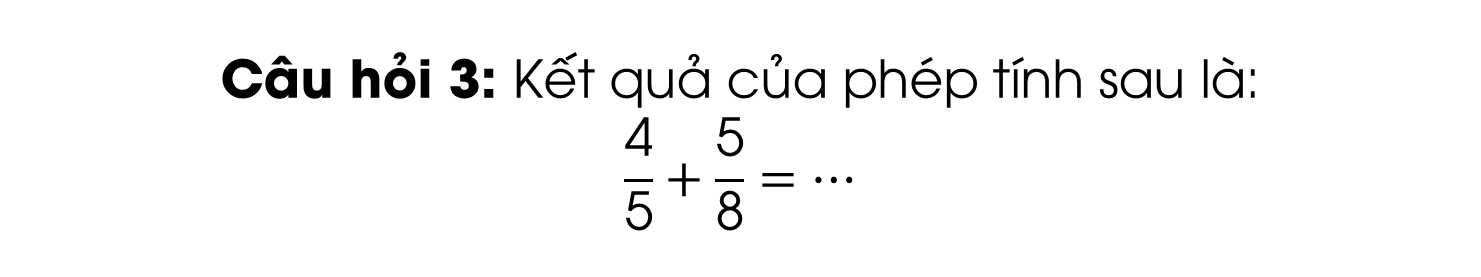 Câu hỏi 3: Kết quả của phép tính sau là:
4/5 + 5/8 = ···